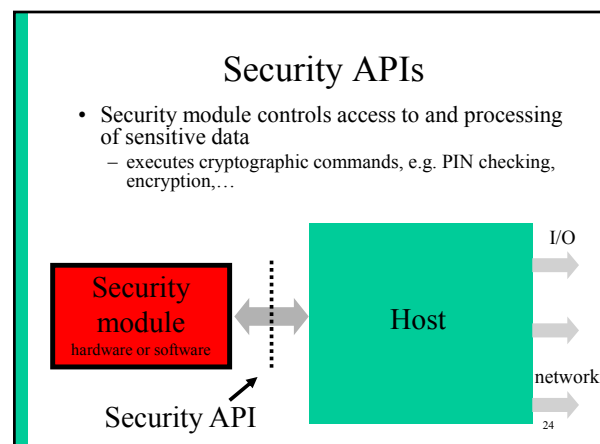 Security APIs
• Security module controls access to and processing
of sensitive data
– executes cryptographic commands, e.g. PIN checking,
encryption,…
I/O
Security
module
hardware or software
Host
network
Security API
24